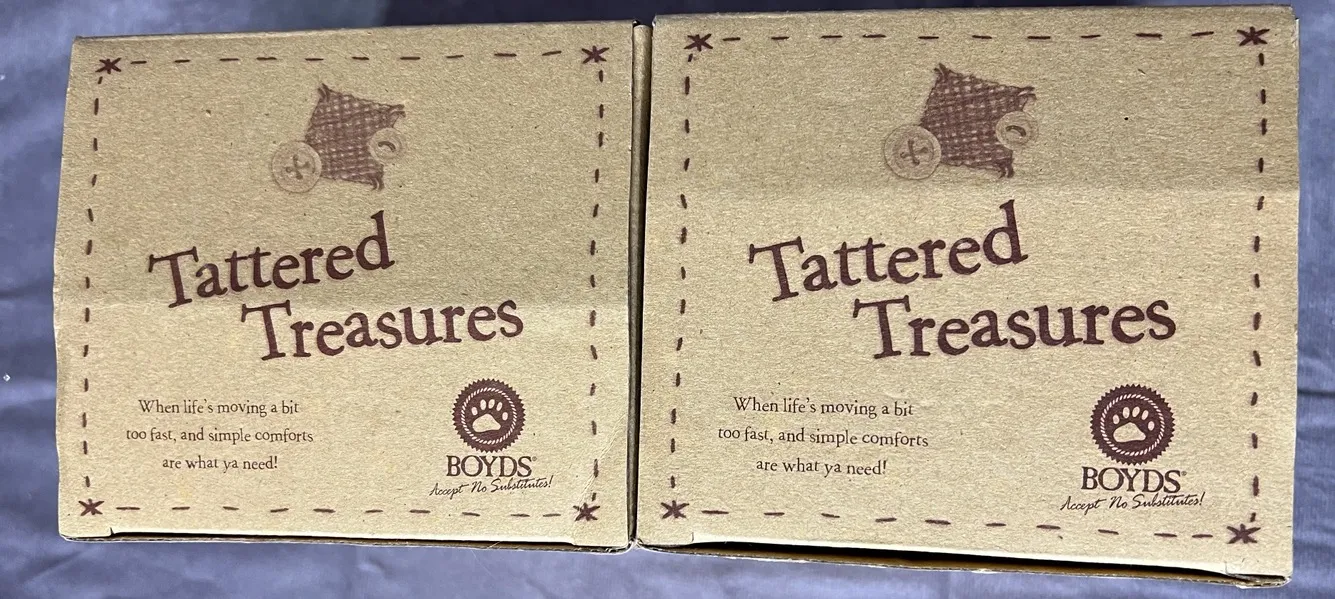 Tattered
Treasures
When life's moving a bit
too fast, and simple comforts
are what ya need!
BOYDS®
Accept No Substitutes!
Tattered
Treasures
When life's moving a bit
too fast, and simple comforts
are what ya need!
BOYDS®
Accept No Substitutes!